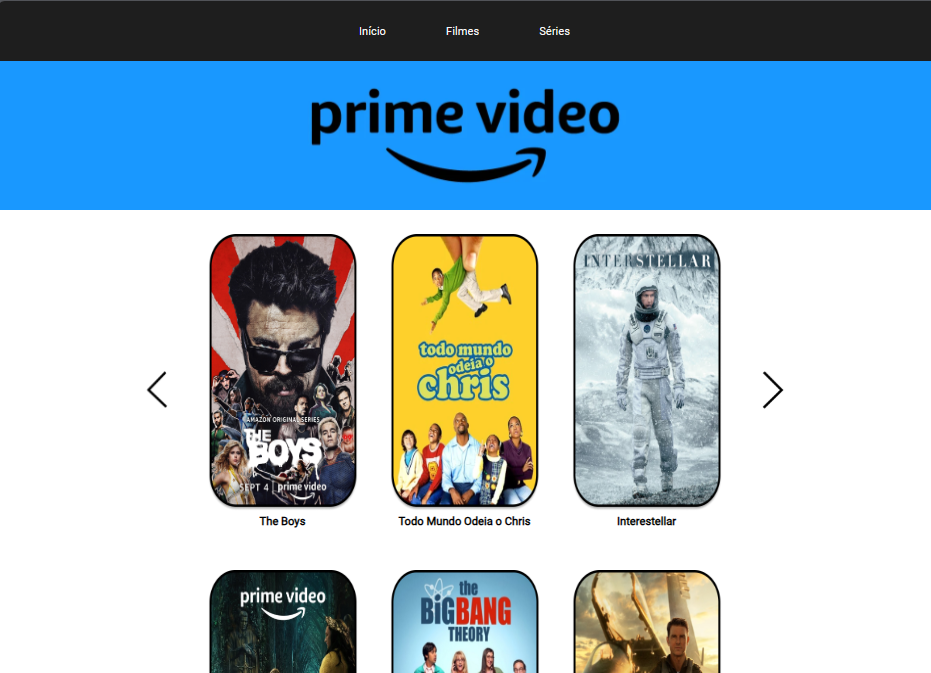 Início Filmes Séries
prime video
AMAZON ORIGINAL SERIES
THE
BOYS
SEPT 4 | prime video
todo mundo
odeia o
chris
INTERSTELLAR
The Boys
Todo Mundo Odeia o Chris
Interestellar
prime video
the
BiG BANG
THEORY